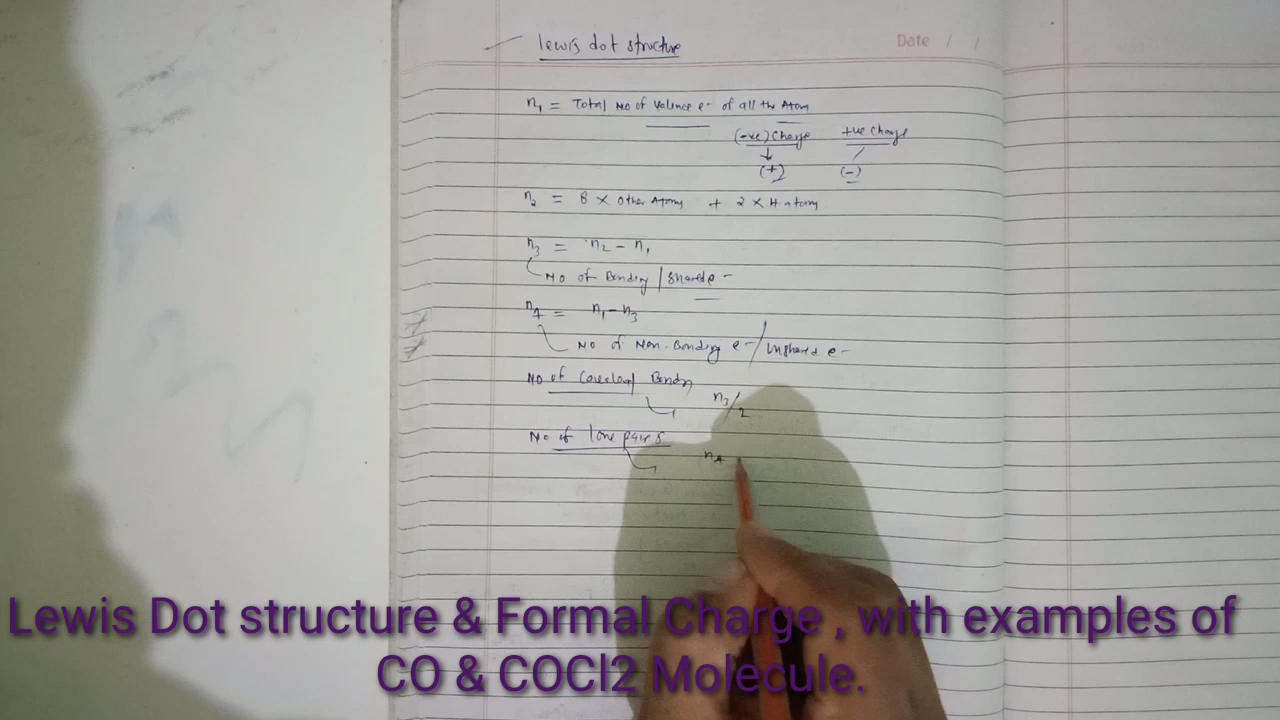 Lewis dot structure
Date / /
n1 = Total No of Valence e- of all the Atom
(-ve) Charge +ve Charge
(+) (-)
n2 = 8 × Other Atoms + 2 × H atoms
n3 = n2 - n1
No of Bonding / Shared e-
n4 = n1 - n3
No of Non-Bonding e- / Unshared e-
No of Covalent Bonds
n3/2
No of lone pairs
n4
Lewis Dot structure & Formal Charge , with examples of
CO & COCl2 Molecule.